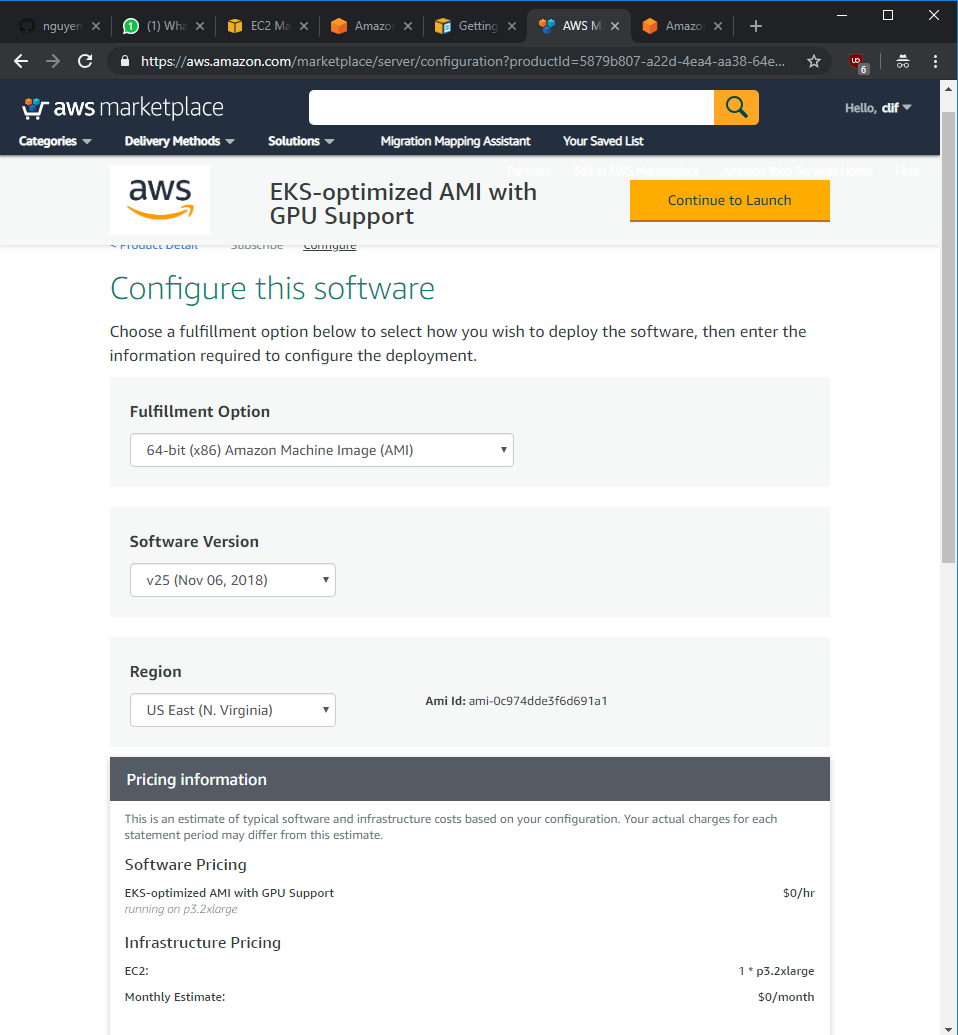 nguyen
(1) Wha
EC2 Ma
Amazo
Getting
AWS M
Amazo
https://aws.amazon.com/marketplace/server/configuration?productId=5879b807-a22d-4ea4-aa38-64e...
6
aws marketplace
Hello, clif
Categories Delivery Methods Solutions Migration Mapping Assistant Your Saved List
Partners Sell in AWS Marketplace Amazon Web Services Home Help
aws
EKS-optimized AMI with
GPU Support
Continue to Launch
< Product Detail Subscribe Configure
Configure this software
Choose a fulfillment option below to select how you wish to deploy the software, then enter the
information required to configure the deployment.
Fulfillment Option
64-bit (x86) Amazon Machine Image (AMI)
Software Version
v25 (Nov 06, 2018)
Region
US East (N. Virginia)
Ami Id: ami-0c974dde3f6d691a1
Pricing information
This is an estimate of typical software and infrastructure costs based on your configuration. Your actual charges for each
statement period may differ from this estimate.
Software Pricing
EKS-optimized AMI with GPU Support $0/hr
running on p3.2xlarge
Infrastructure Pricing
EC2: 1 * p3.2xlarge
Monthly Estimate: $0/month